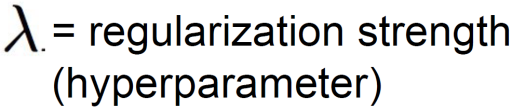 λ. = regularization strength
(hyperparameter)